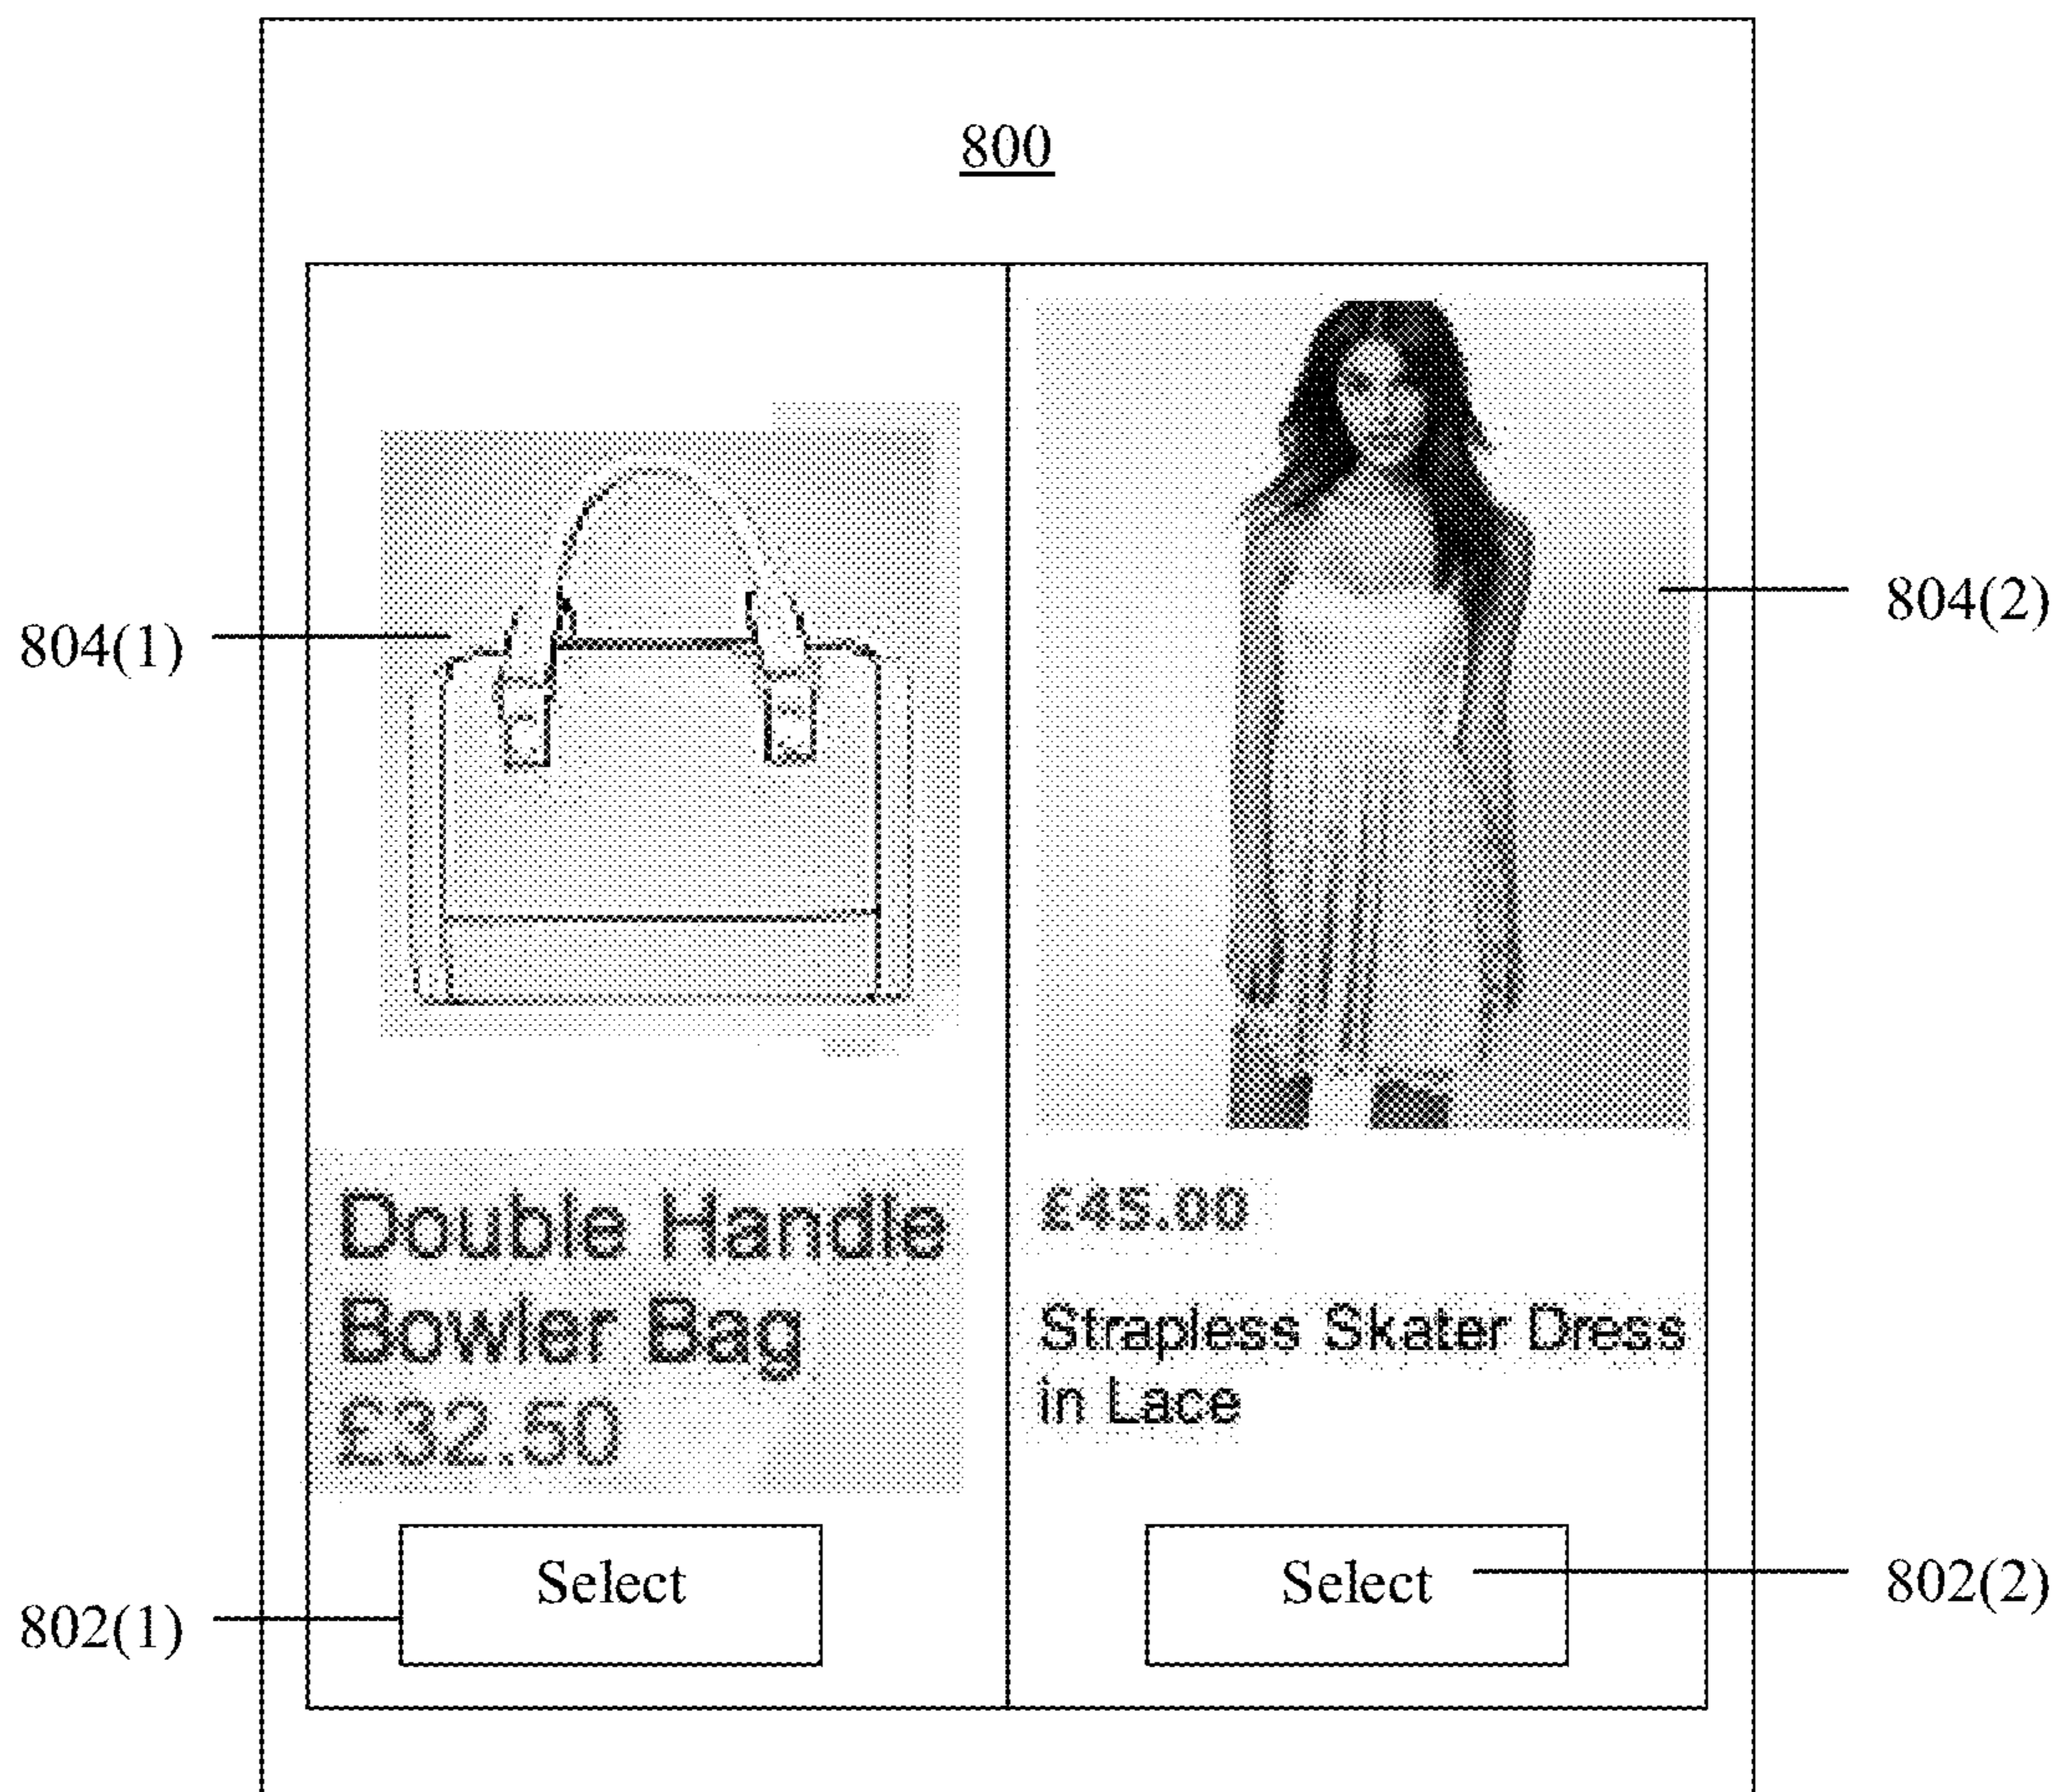 800
804(1)
804(2)
Double Handle
Bowler Bag
£32.50
£45.00
Strapless Skater Dress
in Lace
Select
Select
802(1)
802(2)